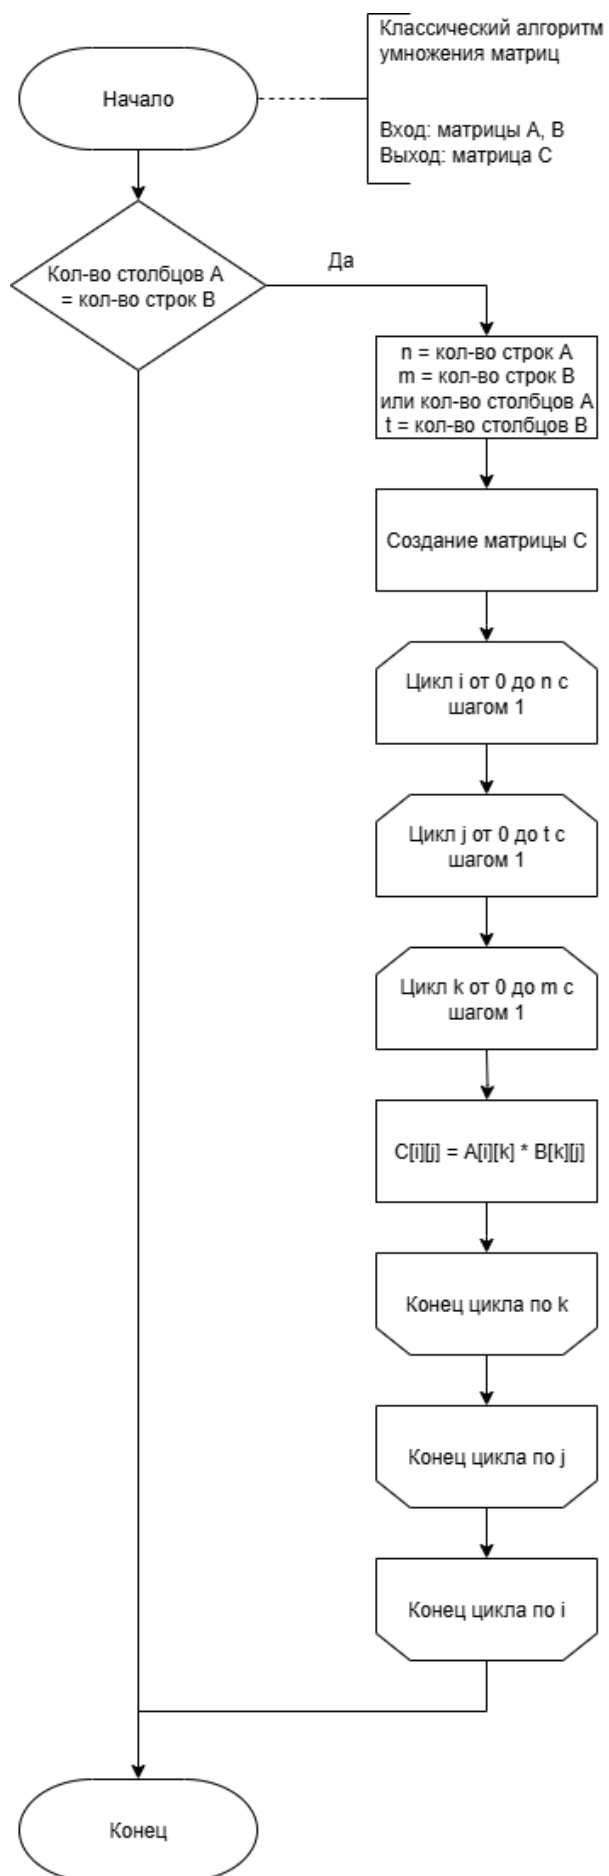 Классический алгоритм
умножения матриц
Вход: матрицы A, B
Выход: матрица C
Начало
Кол-во столбцов A
= кол-во строк B
Да
n = кол-во строк A
m = кол-во строк B
или кол-во столбцов A
t = кол-во столбцов B
Создание матрицы C
Цикл i от 0 до n с
шагом 1
Цикл j от 0 до t с
шагом 1
Цикл k от 0 до m с
шагом 1
C[i][j] = A[i][k] * B[k][j]
Конец цикла по k
Конец цикла по j
Конец цикла по i
Конец